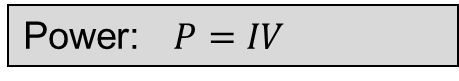 Power: P = IV